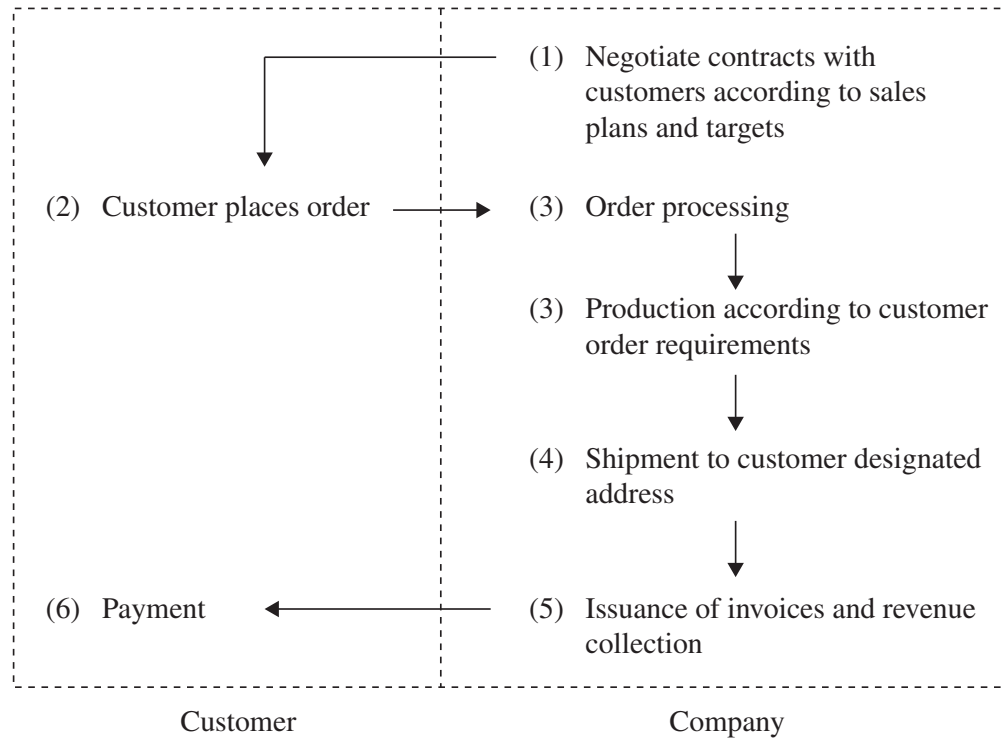 (1) Negotiate contracts with
customers according to sales
plans and targets
(2) Customer places order
(3) Order processing
(3) Production according to customer
order requirements
(4) Shipment to customer designated
address
(6) Payment
(5) Issuance of invoices and revenue
collection
Customer
Company